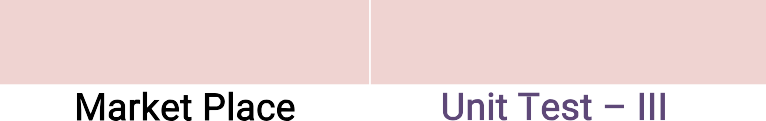 Market Place
Unit Test – III